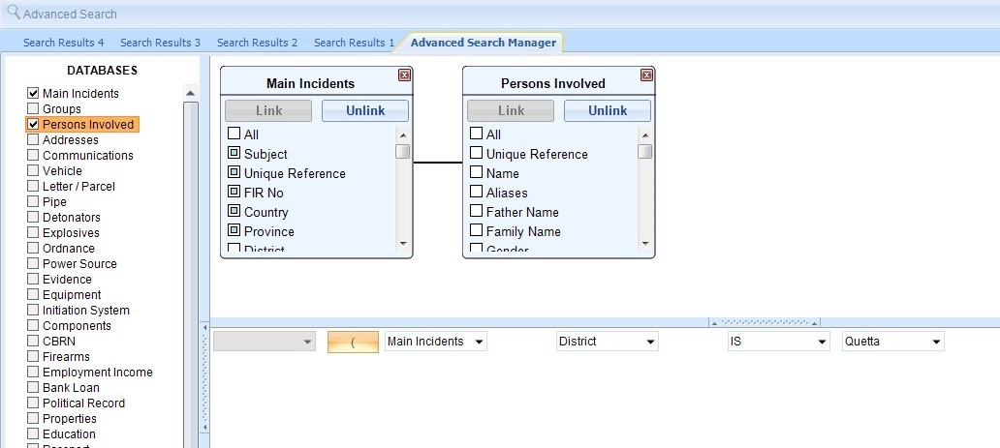 Advanced Search
Search Results 4 Search Results 3 Search Results 2 Search Results 1 Advanced Search Manager
DATABASES
Main Incidents
Groups
Persons Involved
Addresses
Communications
Vehicle
Letter / Parcel
Pipe
Detonators
Explosives
Ordnance
Power Source
Evidence
Equipment
Initiation System
Components
CBRN
Firearms
Employment Income
Bank Loan
Political Record
Properties
Education
Main Incidents
Link Unlink
All
Subject
Unique Reference
FIR No
Country
Province
District
Persons Involved
Link Unlink
All
Unique Reference
Name
Aliases
Father Name
Family Name
Gender
( Main Incidents District IS Quetta